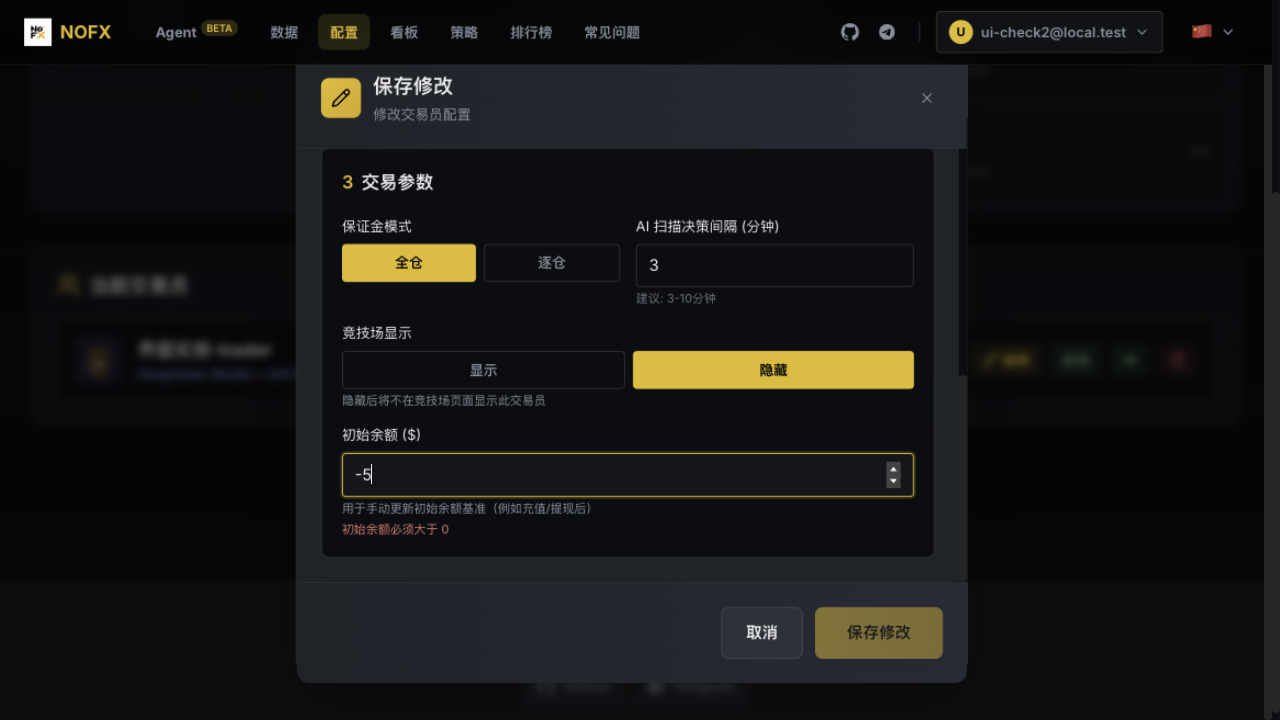 NOFX
Agent BETA 数据 配置 看板 策略 排行榜 常见问题
U ui-check2@local.test
保存修改
修改交易员配置
3 交易参数
保证金模式
全仓 逐仓
AI 扫描决策间隔 (分钟)
3
建议: 3-10分钟
竞技场显示
显示 隐藏
隐藏后将不在竞技场页面显示此交易员
初始余额 ($)
-5
用于手动更新初始余额基准（例如充值/提现后）
初始余额必须大于 0
取消 保存修改
当前交易员